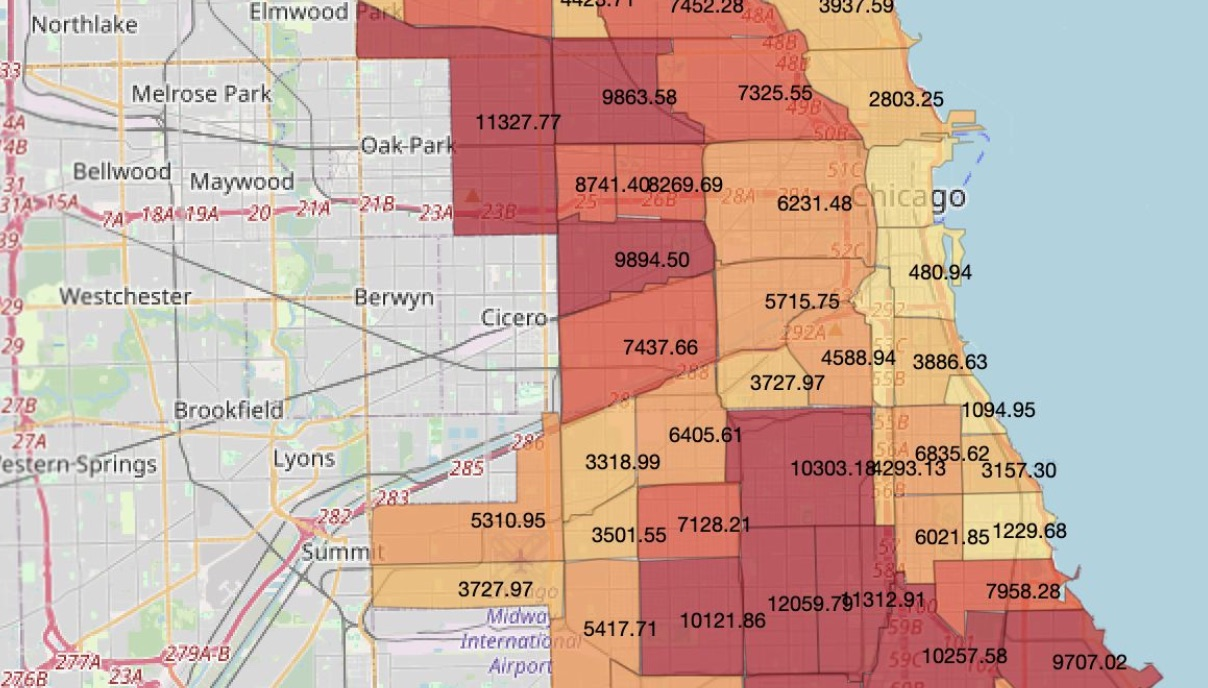 Elmwood Park
4423.71
7452.28
3937.59
Northlake
48A
48B
48B
33
Melrose Park
9863.58
7325.55
2803.25
49B
4A
11327.77
50B
4B
Oak Park
Bellwood
Maywood
51C
31
8741.40
8269.69
28A
29A
Chicago
31A
15A
7A
18A
19A
20
21A
21B
23A
23B
25
26B
6231.48
39
52C
9894.50
480.94
Westchester
Berwyn
5715.75
29
Cicero
292
292A
29
7437.66
4588.94
3886.63
288
3727.97
55B
27B
Brookfield
1094.95
27A
286
6405.61
55B
Western Springs
Lyons
285
3318.99
10303.18
4293.13
56A
6835.62
3157.30
56B
283
282
5310.95
3501.55
7128.21
6021.85
1229.68
Summit
57
58A
3727.97
7958.28
12059.79
11312.91
Midway
International
Airport
5417.71
10121.86
59B
101
277A
279A-B
59C
10257.58
9707.02
276B
23A